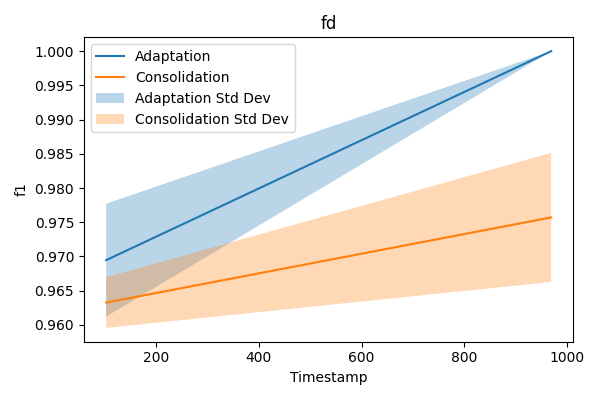 fd
Adaptation
Consolidation
Adaptation Std Dev
Consolidation Std Dev
1.000
0.995
0.990
0.985
0.980
0.975
0.970
0.965
0.960
f1
200
400
600
800
1000
Timestamp